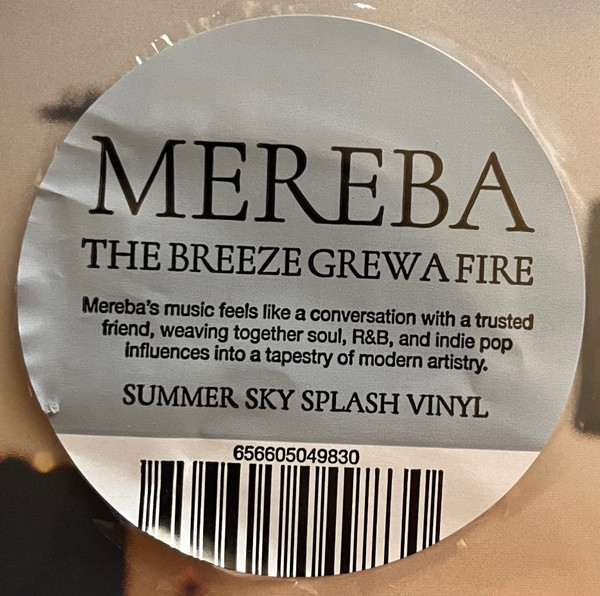 MEREBA
THE BREEZE GREW A FIRE
Mereba's music feels like a conversation with a trusted
friend, weaving together soul, R&B, and indie pop
influences into a tapestry of modern artistry.
SUMMER SKY SPLASH VINYL
656605049830